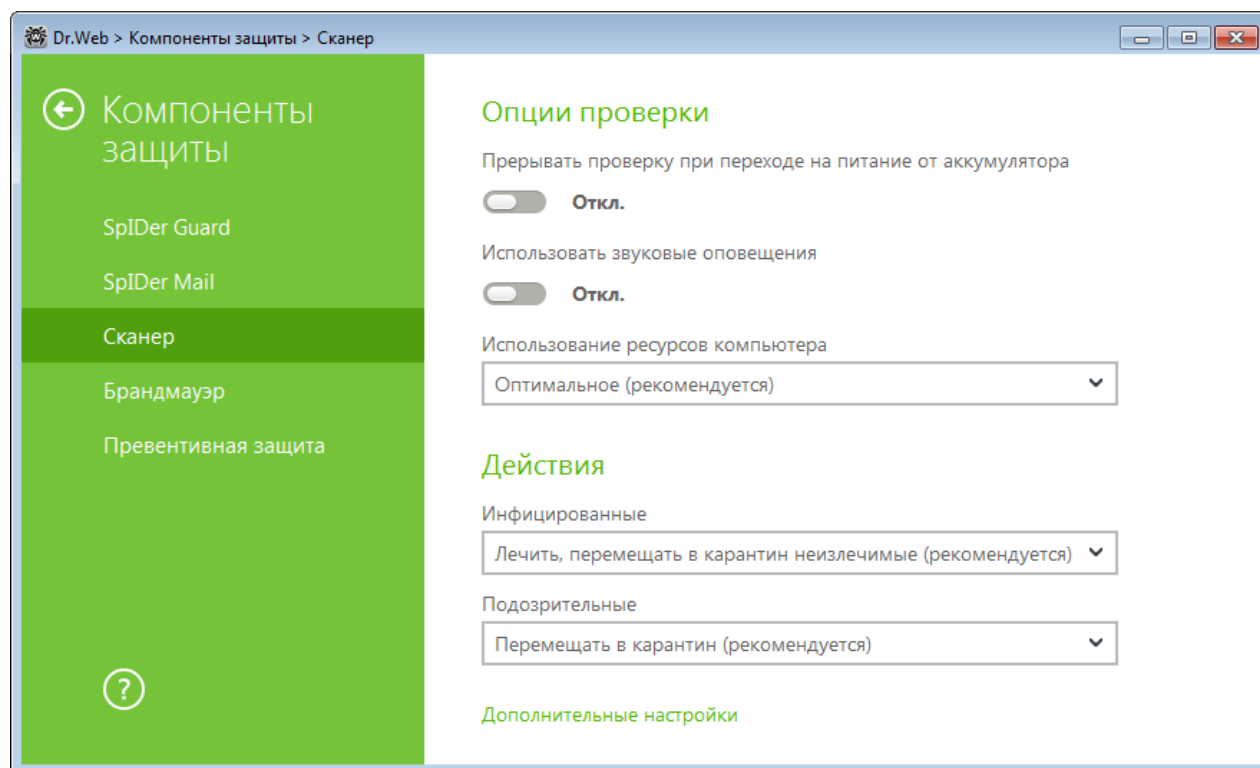 Dr.Web > Компоненты защиты > Сканер
Компоненты
защиты
SpIDer Guard
SpIDer Mail
Сканер
Брандмауэр
Превентивная защита
?
Опции проверки
Прерывать проверку при переходе на питание от аккумулятора
Откл.
Использовать звуковые оповещения
Откл.
Использование ресурсов компьютера
Оптимальное (рекомендуется)
Действия
Инфицированные
Лечить, перемещать в карантин неизлечимые (рекомендуется)
Подозрительные
Перемещать в карантин (рекомендуется)
Дополнительные настройки